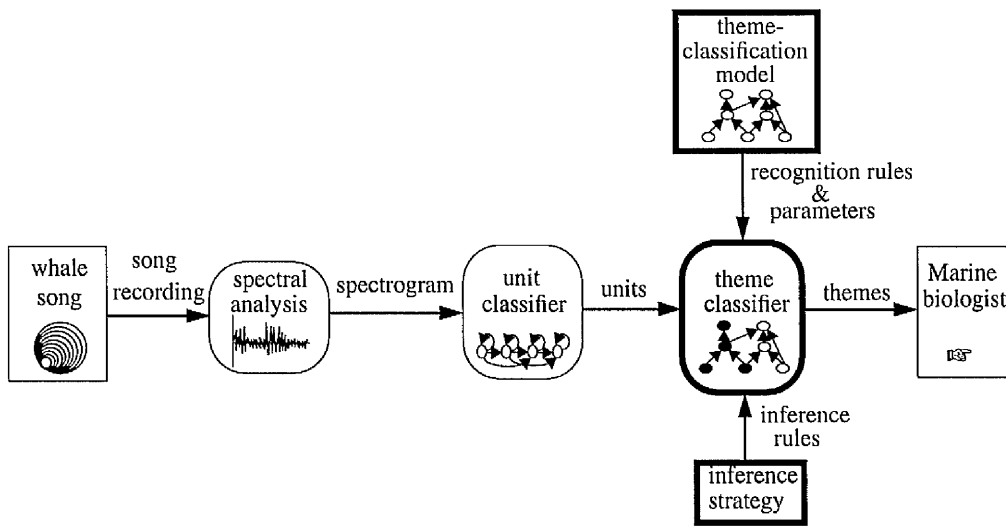 theme-
classification
model
recognition rules
&
parameters
whale
song
song
recording
spectral
analysis
spectrogram
unit
classifier
units
theme
classifier
themes
Marine
biologist
inference
rules
inference
strategy